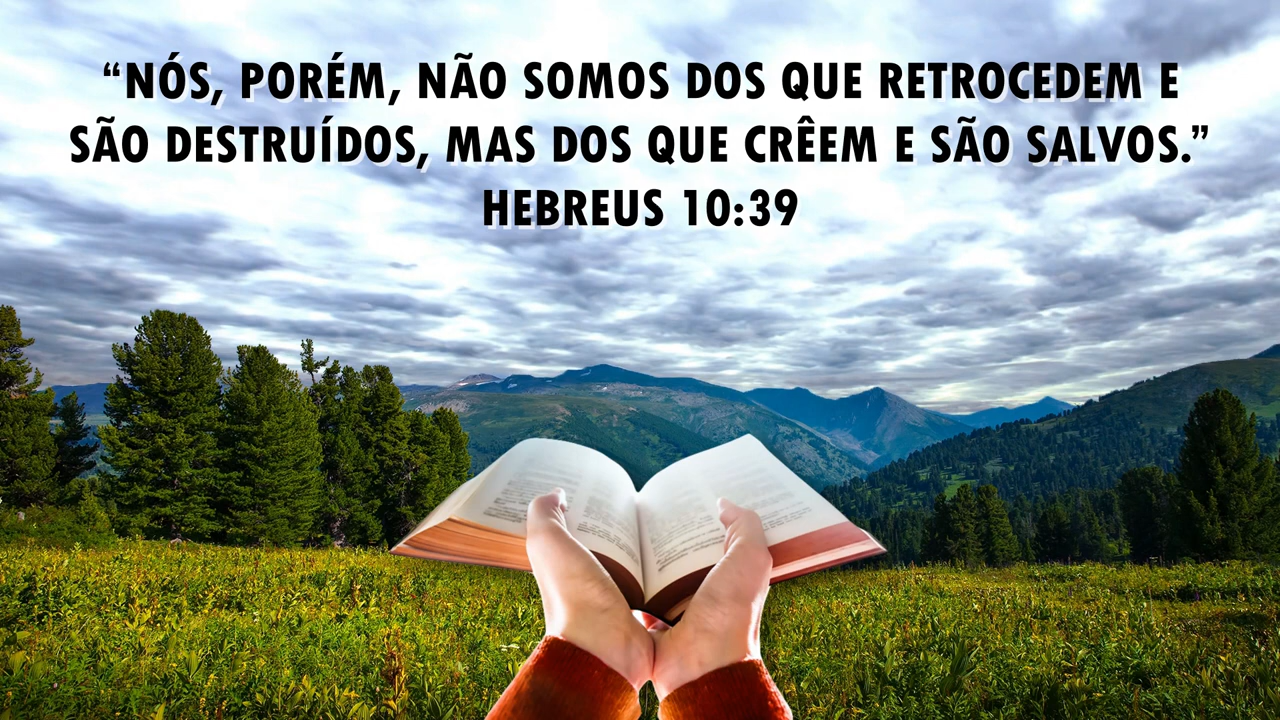 “NÓS, PORÉM, NÃO SOMOS DOS QUE RETROCEDEM E
SÃO DESTRUÍDOS, MAS DOS QUE CRÊEM E SÃO SALVOS.”
HEBREUS 10:39